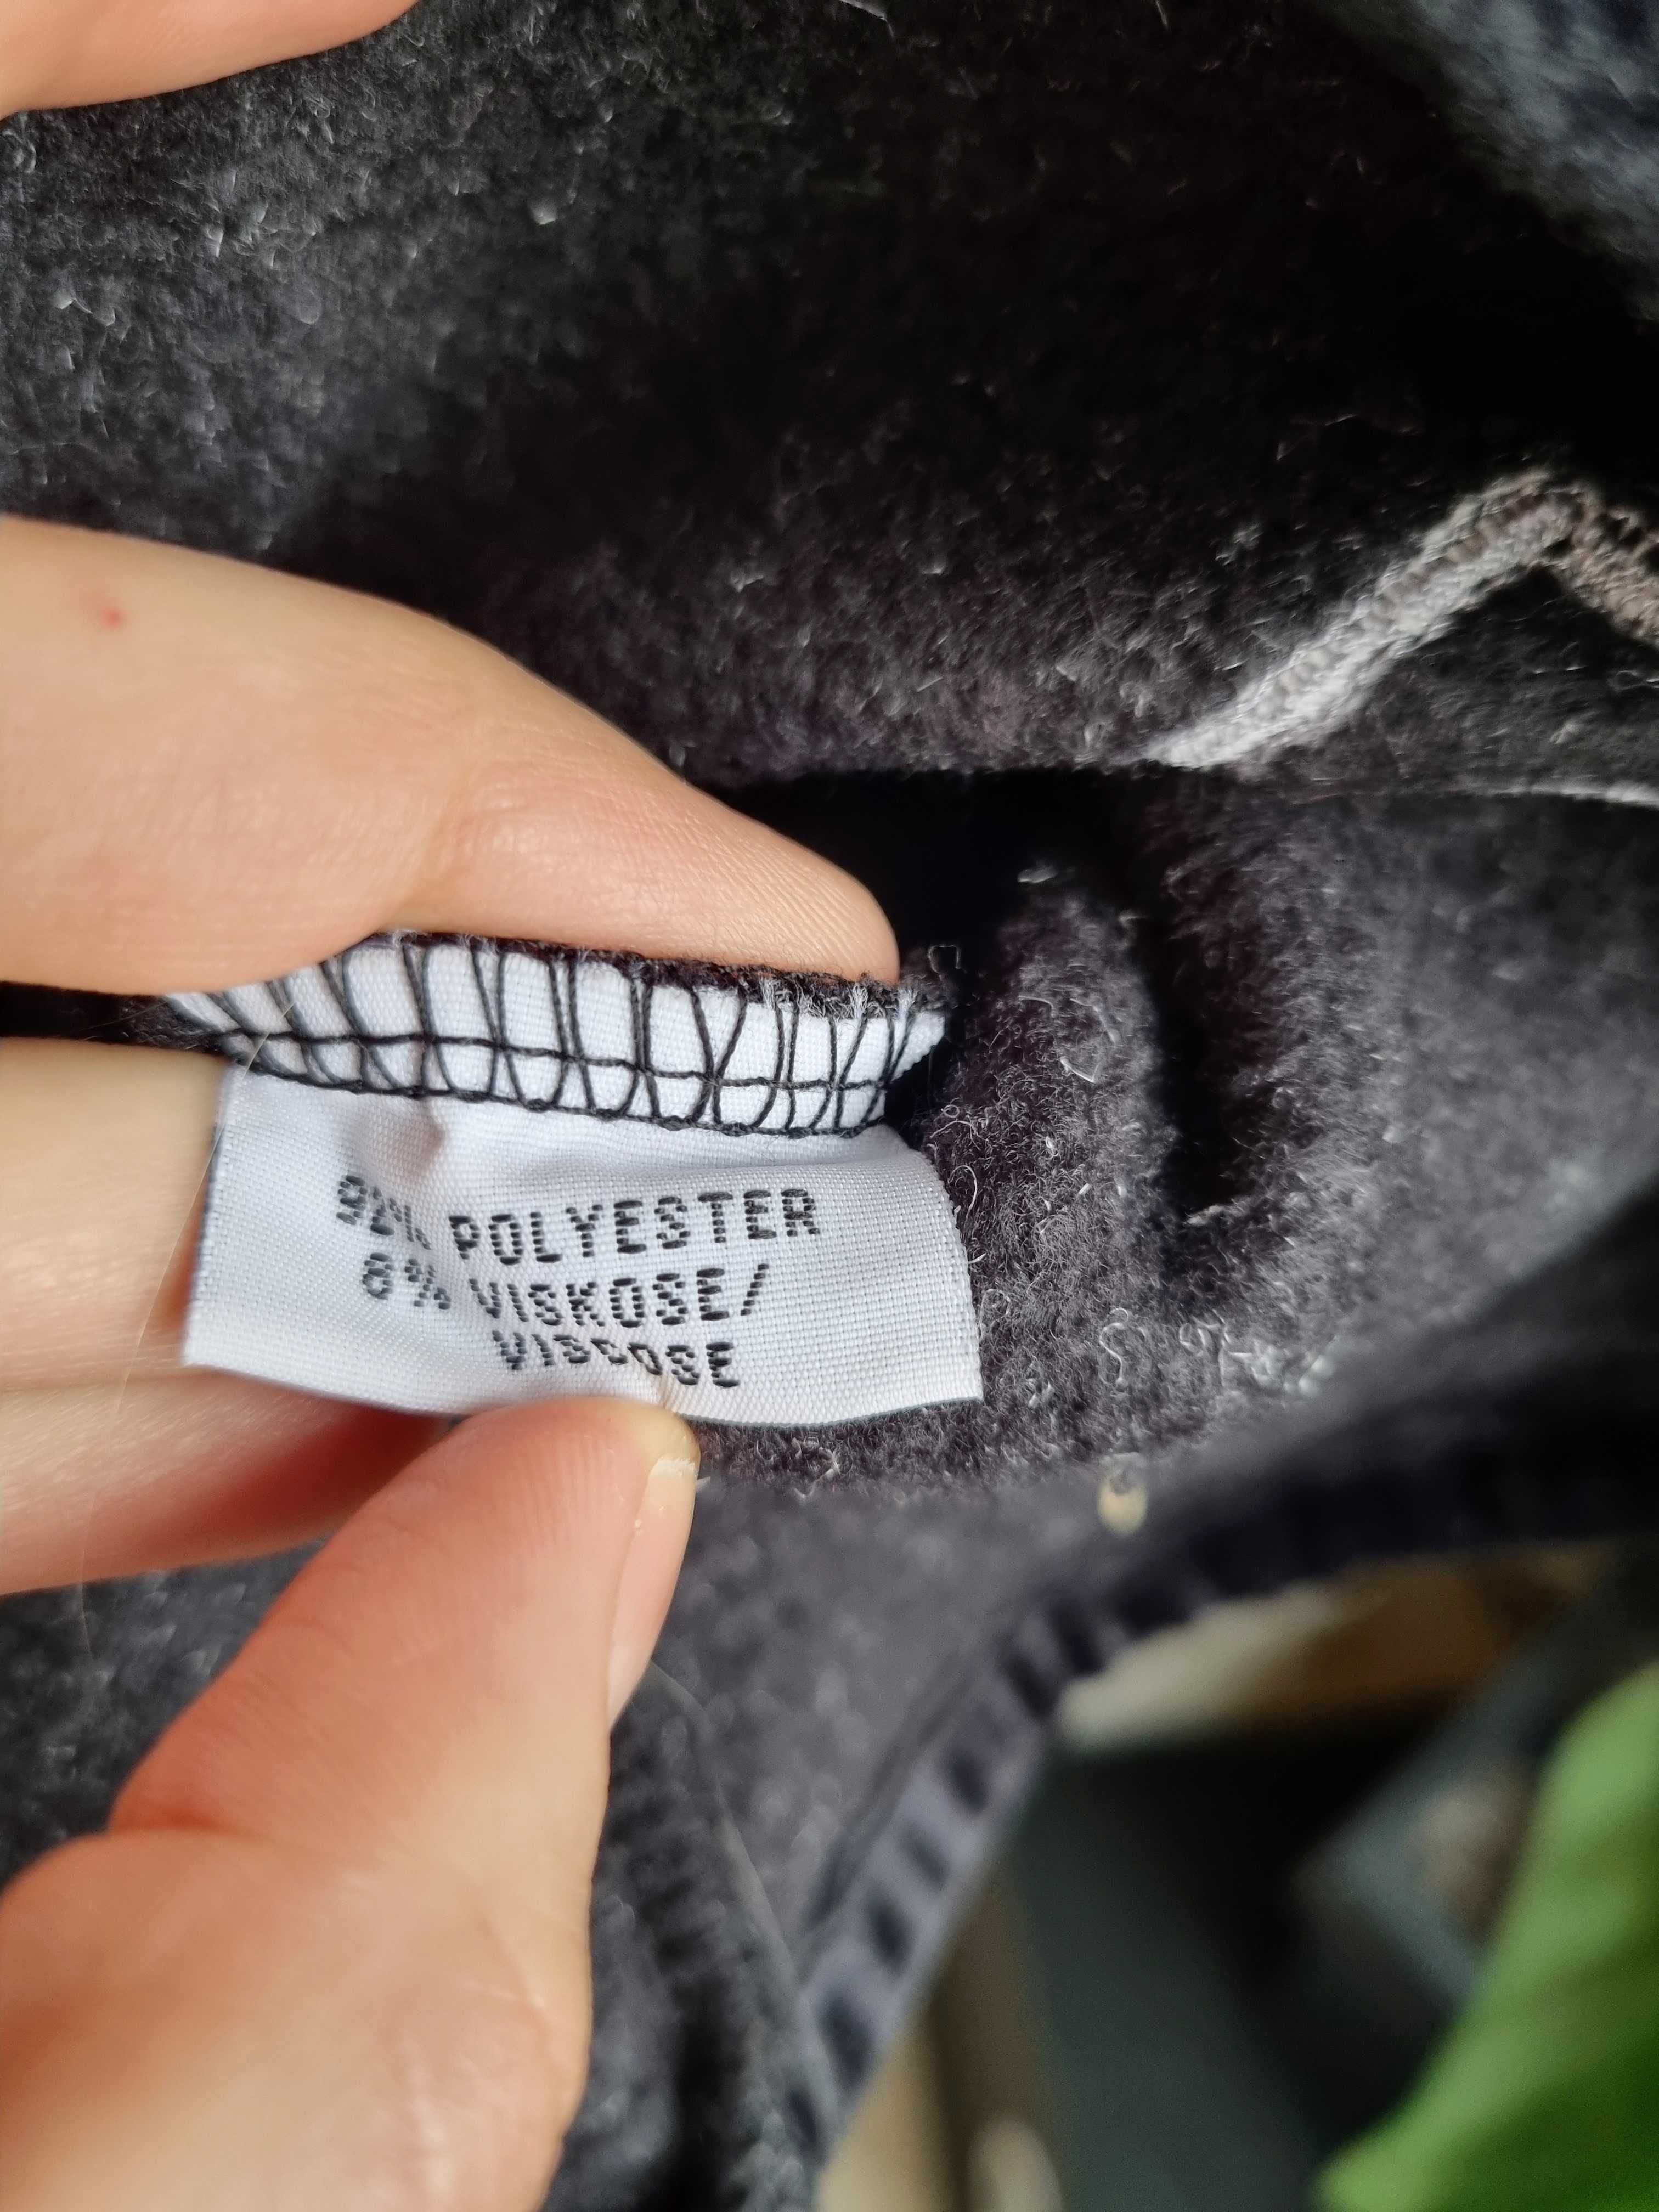 92% POLYESTER
8% VISKOSE/
VISCOSE